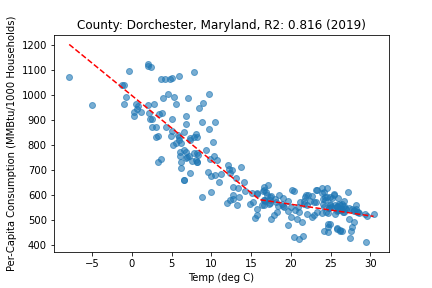 County: Dorchester, Maryland, R2: 0.816 (2019)
Per-Capita Consumption (MMBtu/1000 Households)
1200
1100
1000
900
800
700
600
500
400
−5 0 5 10 15 20 25 30
Temp (deg C)